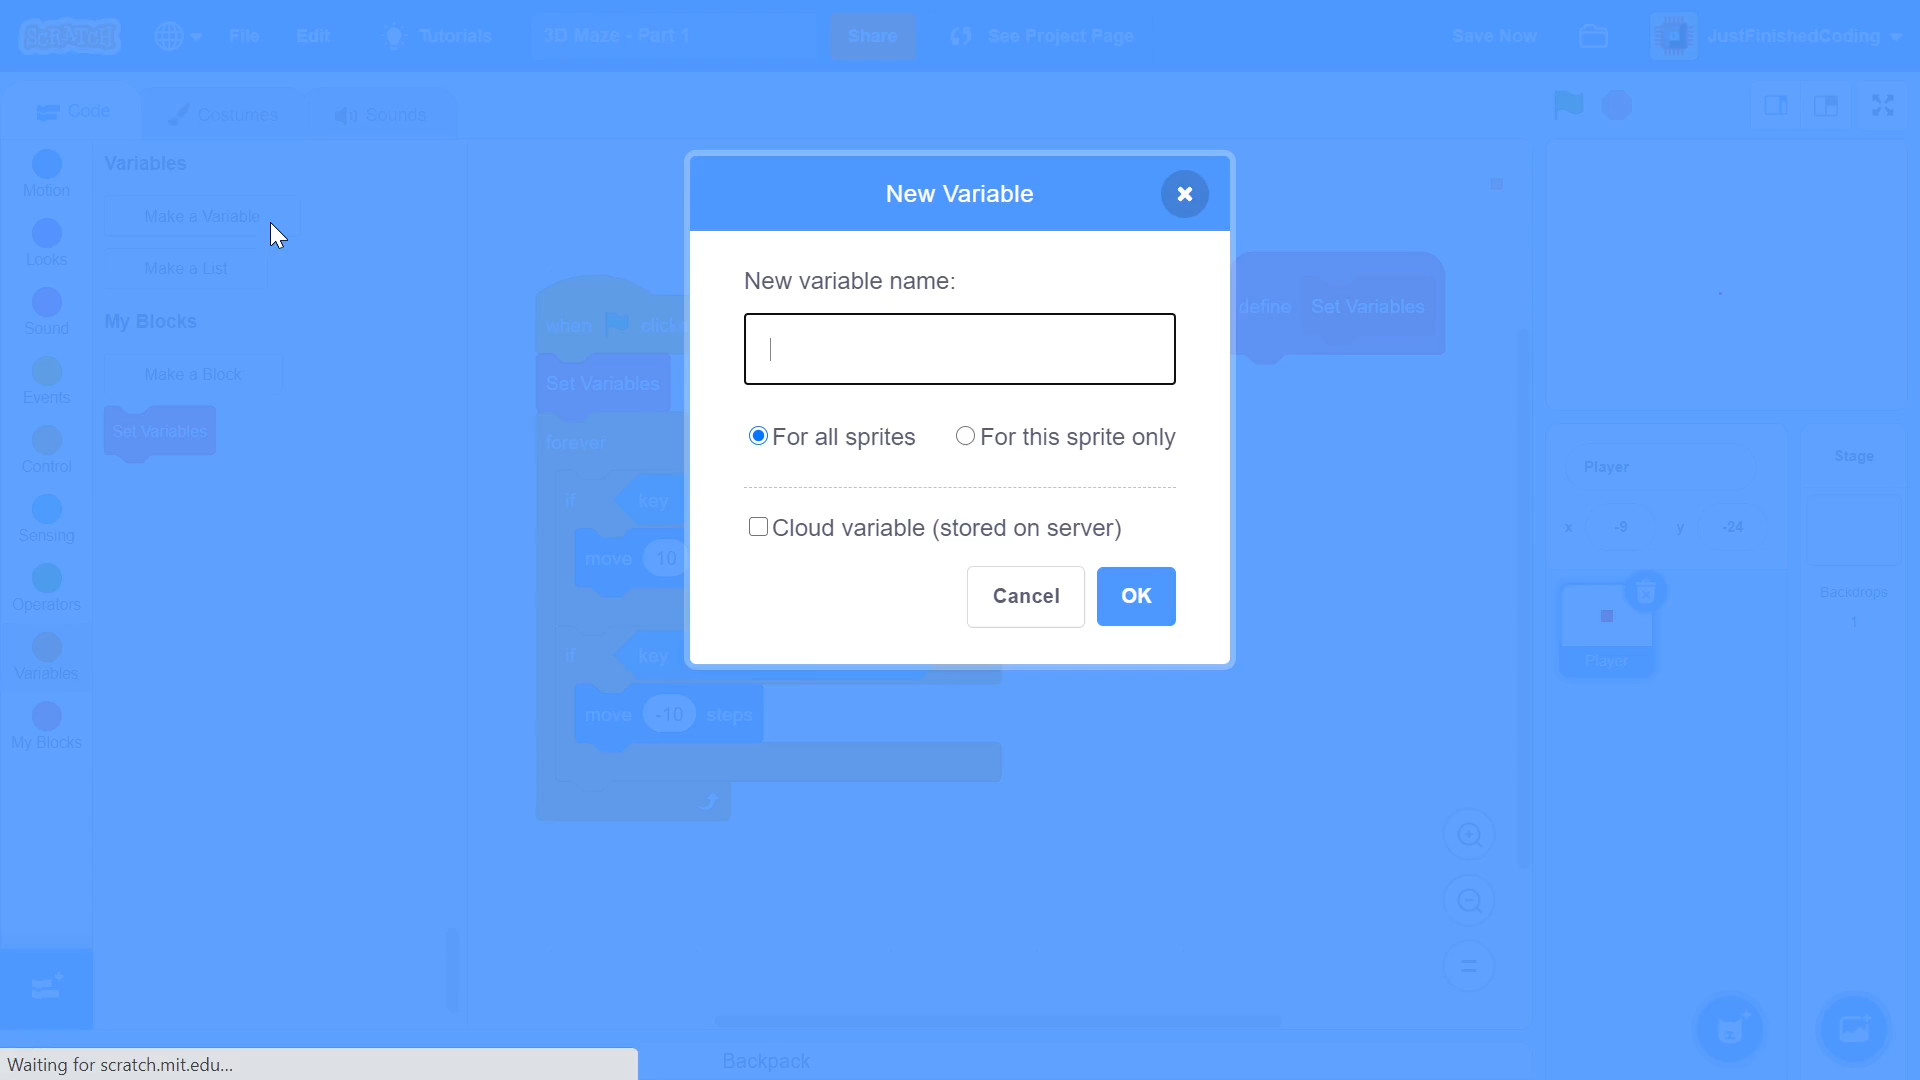 SCRATCH File Edit Tutorials 3D Maze - Part 1 Share See Project Page Save Now JustFinishedCoding
Code Costumes Sounds
Motion
Looks
Sound
Events
Control
Sensing
Operators
Variables
My Blocks
Variables
Make a Variable
Make a List
My Blocks
Make a Block
Set Variables
when click
Set Variables
forever
if key
move 10
if key
move -10 steps
define Set Variables
New Variable
New variable name:
For all sprites For this sprite only
Cloud variable (stored on server)
Cancel OK
Player
x -9 y -24
Player
Stage
Backdrops
1
Backpack
Waiting for scratch.mit.edu...